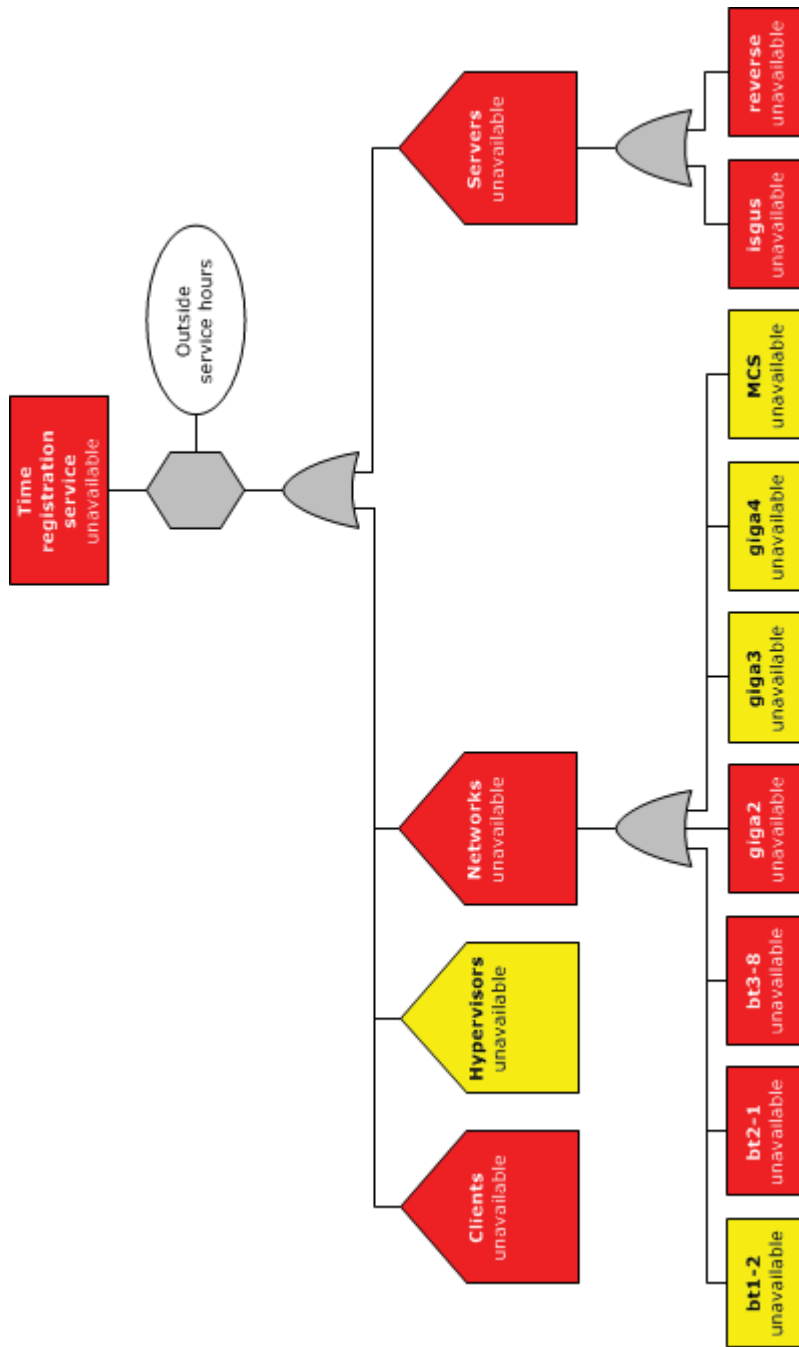 Time
registration
service
unavailable
Outside
service hours
Clients
unavailable
Hypervisors
unavailable
Networks
unavailable
Servers
unavailable
bt1-2
unavailable
bt2-1
unavailable
bt3-8
unavailable
giga2
unavailable
giga3
unavailable
giga4
unavailable
MCS
unavailable
isgus
unavailable
reverse
unavailable